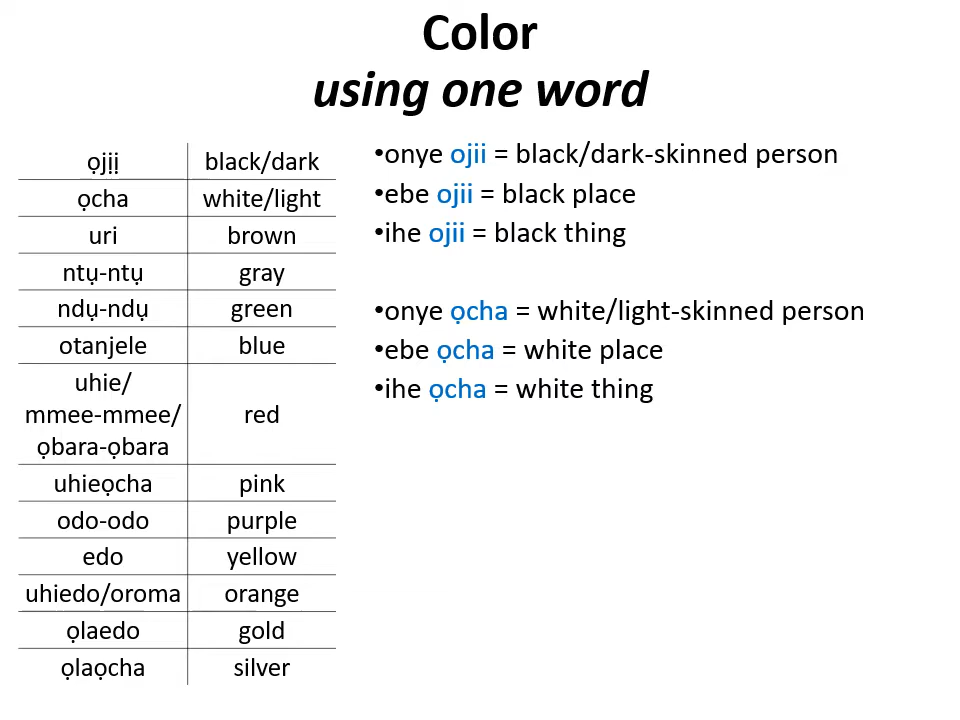 Color
using one word
ọjịị black/dark
ọcha white/light
uri brown
ntụ-ntụ gray
ndụ-ndụ green
otanjele blue
uhie/
mmee-mmee/
ọbara-ọbara
red
uhieọcha pink
odo-odo purple
edo yellow
uhiedo/oroma orange
ọlaedo gold
ọlaọcha silver
•onye ojii = black/dark-skinned person
•ebe ojii = black place
•ihe ojii = black thing
•onye ọcha = white/light-skinned person
•ebe ọcha = white place
•ihe ọcha = white thing